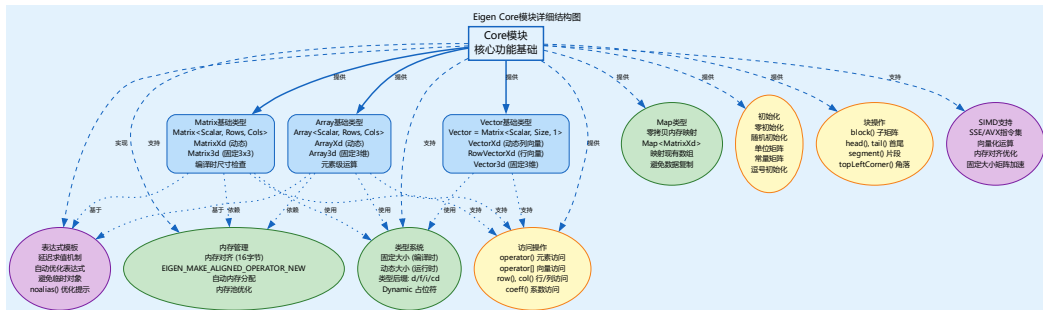 Eigen Core模块详细结构图
Core模块
核心功能基础
提供
提供
提供
提供
提供
提供
支持
实现
支持
支持
提供
Matrix基础类型
Matrix<Scalar, Rows, Cols>
MatrixXd (动态)
Matrix3d (固定3x3)
编译时尺寸检查
Array基础类型
Array<Scalar, Rows, Cols>
ArrayXd (动态)
Array3d (固定3维)
元素级运算
Vector基础类型
Vector = Matrix<Scalar, Size, 1>
VectorXd (动态列向量)
RowVectorXd (行向量)
Vector3d (固定3维)
Map类型
零拷贝内存映射
Map<MatrixXd>
映射现有数组
避免数据复制
初始化
零初始化
随机初始化
单位矩阵
常量矩阵
逗号初始化
块操作
block() 子矩阵
head(), tail() 首尾
segment() 片段
topLeftCorner() 角落
SIMD支持
SSE/AVX指令集
向量化运算
内存对齐优化
固定大小矩阵加速
基于
基于
依赖
依赖
使用
使用
使用
支持
支持
支持
表达式模板
延迟求值机制
自动优化表达式
避免临时对象
noalias() 优化提示
内存管理
内存对齐 (16字节)
EIGEN_MAKE_ALIGNED_OPERATOR_NEW
自动内存分配
内存池优化
类型系统
固定大小 (编译时)
动态大小 (运行时)
类型后缀: d/f/i/cd
Dynamic 占位符
访问操作
operator() 元素访问
operator[] 向量访问
row(), col() 行/列访问
coeff() 系数访问